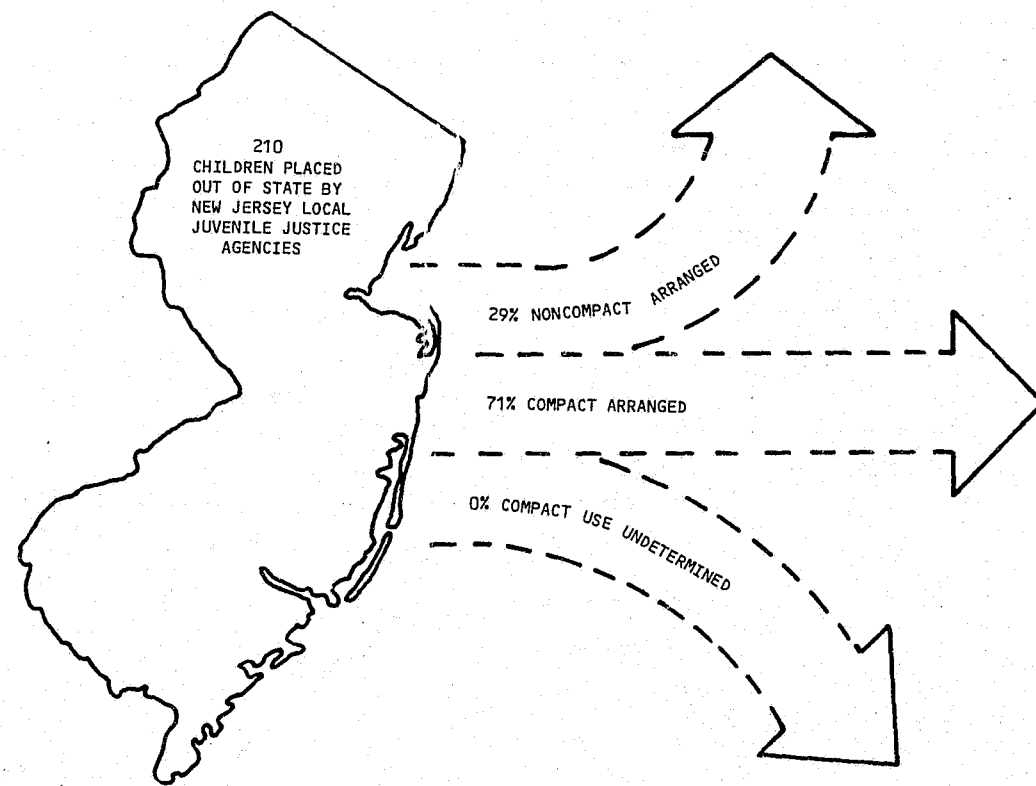 210
CHILDREN PLACED
OUT OF STATE BY
NEW JERSEY LOCAL
JUVENILE JUSTICE
AGENCIES
29% NONCOMPACT ARRANGED
71% COMPACT ARRANGED
0% COMPACT USE UNDETERMINED